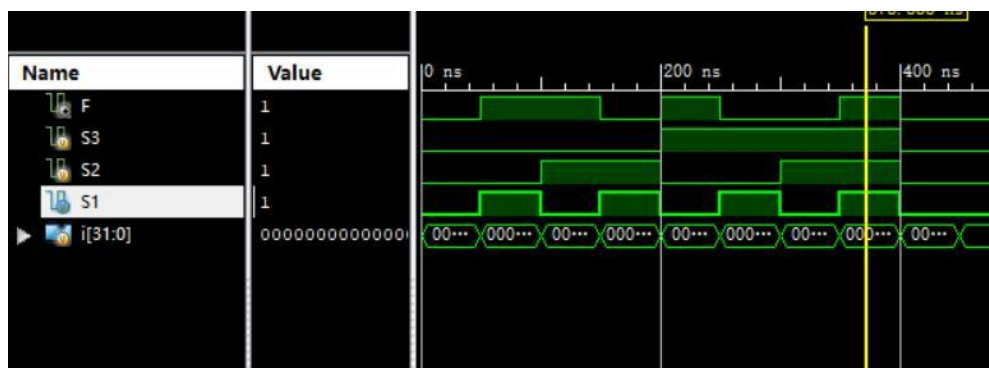 Name Value 0 ns 200 ns 400 ns
F 1
S3 1
S2 1
S1 1
i[31:0] 00··· 000··· 00··· 000··· 00··· 000··· 00··· 000··· 00···